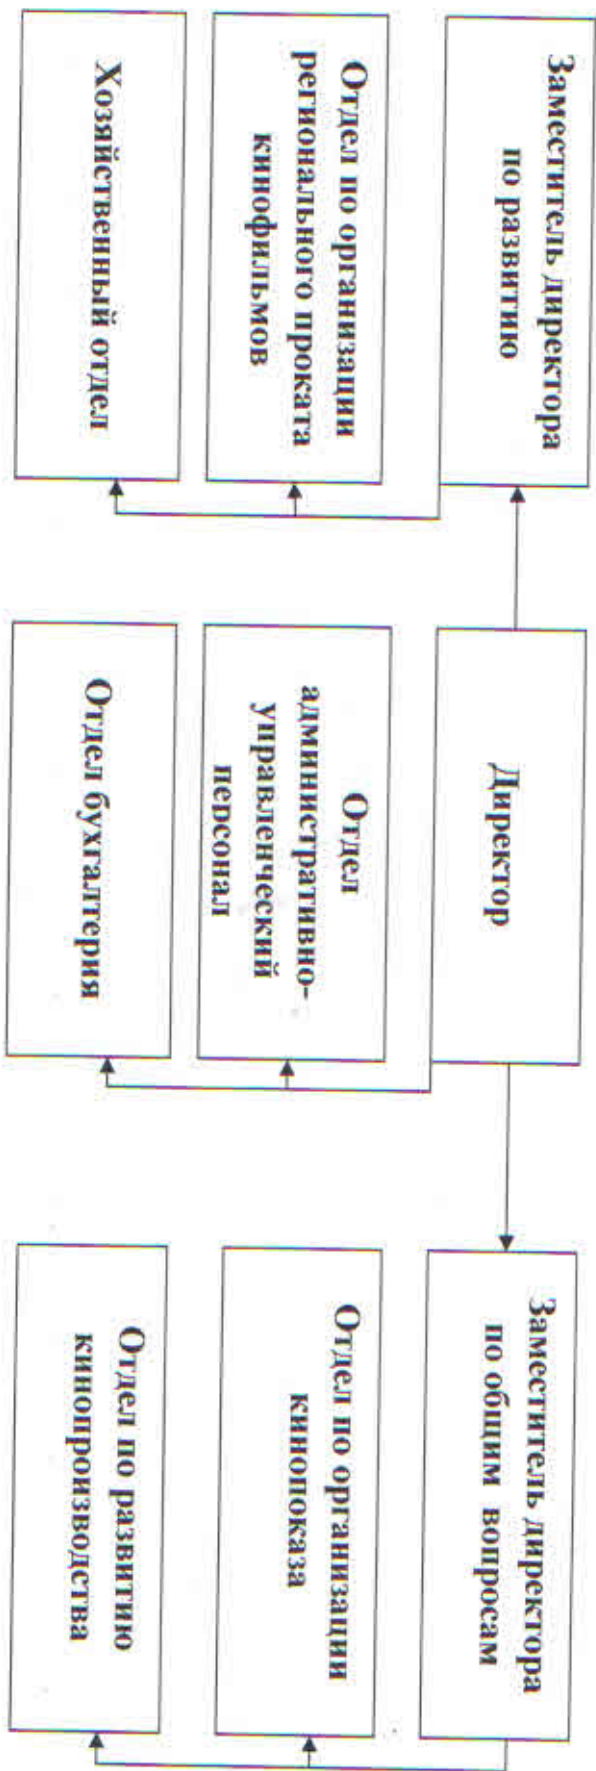 Заместитель директора
по развитию
Директор
Заместитель директора
по общим вопросам
Отдел по организации
регионального проката
кинофильмов
Отдел
административно-
управленческий
персонал
Отдел по организации
кинопоказа
Хозяйственный отдел
Отдел бухгалтерия
Отдел по развитию
кинопроизводства